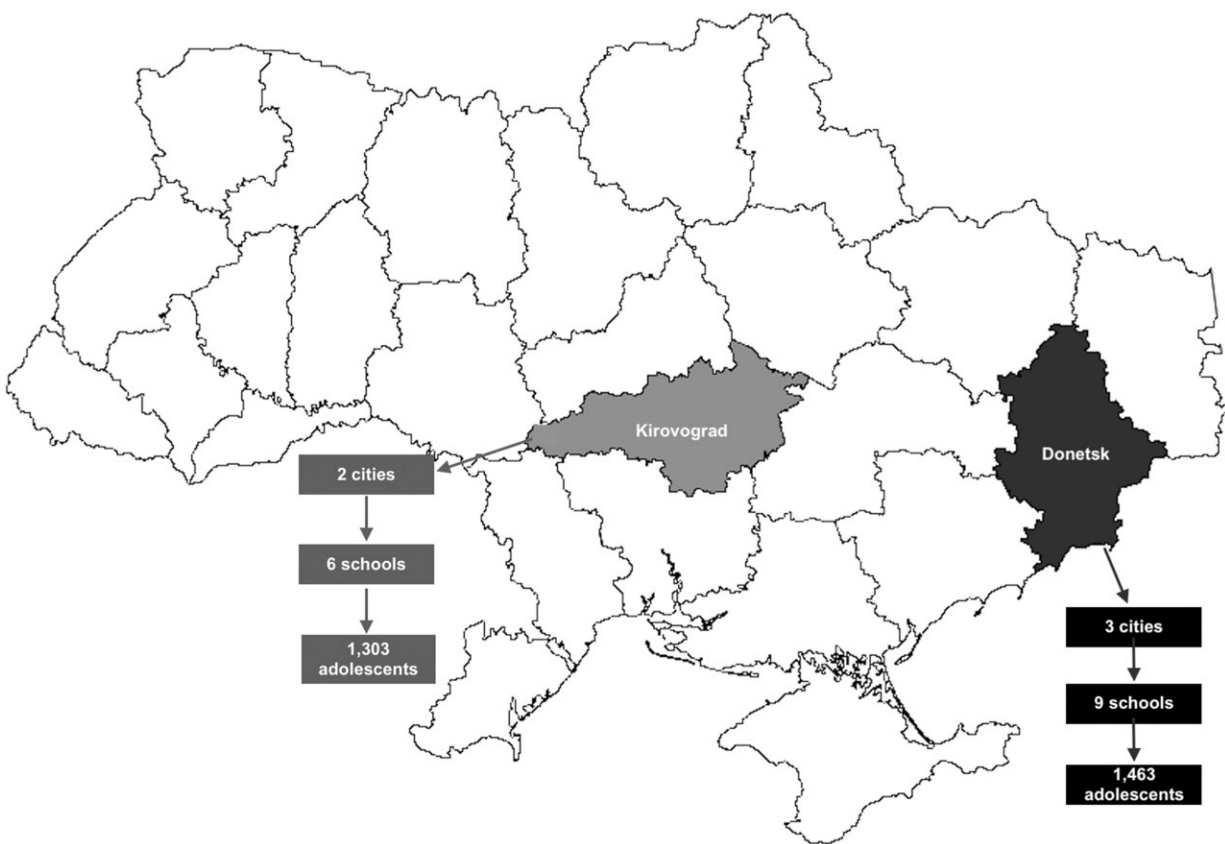 Kirovograd
2 cities
6 schools
1,303
adolescents
Donetsk
3 cities
9 schools
1,463
adolescents